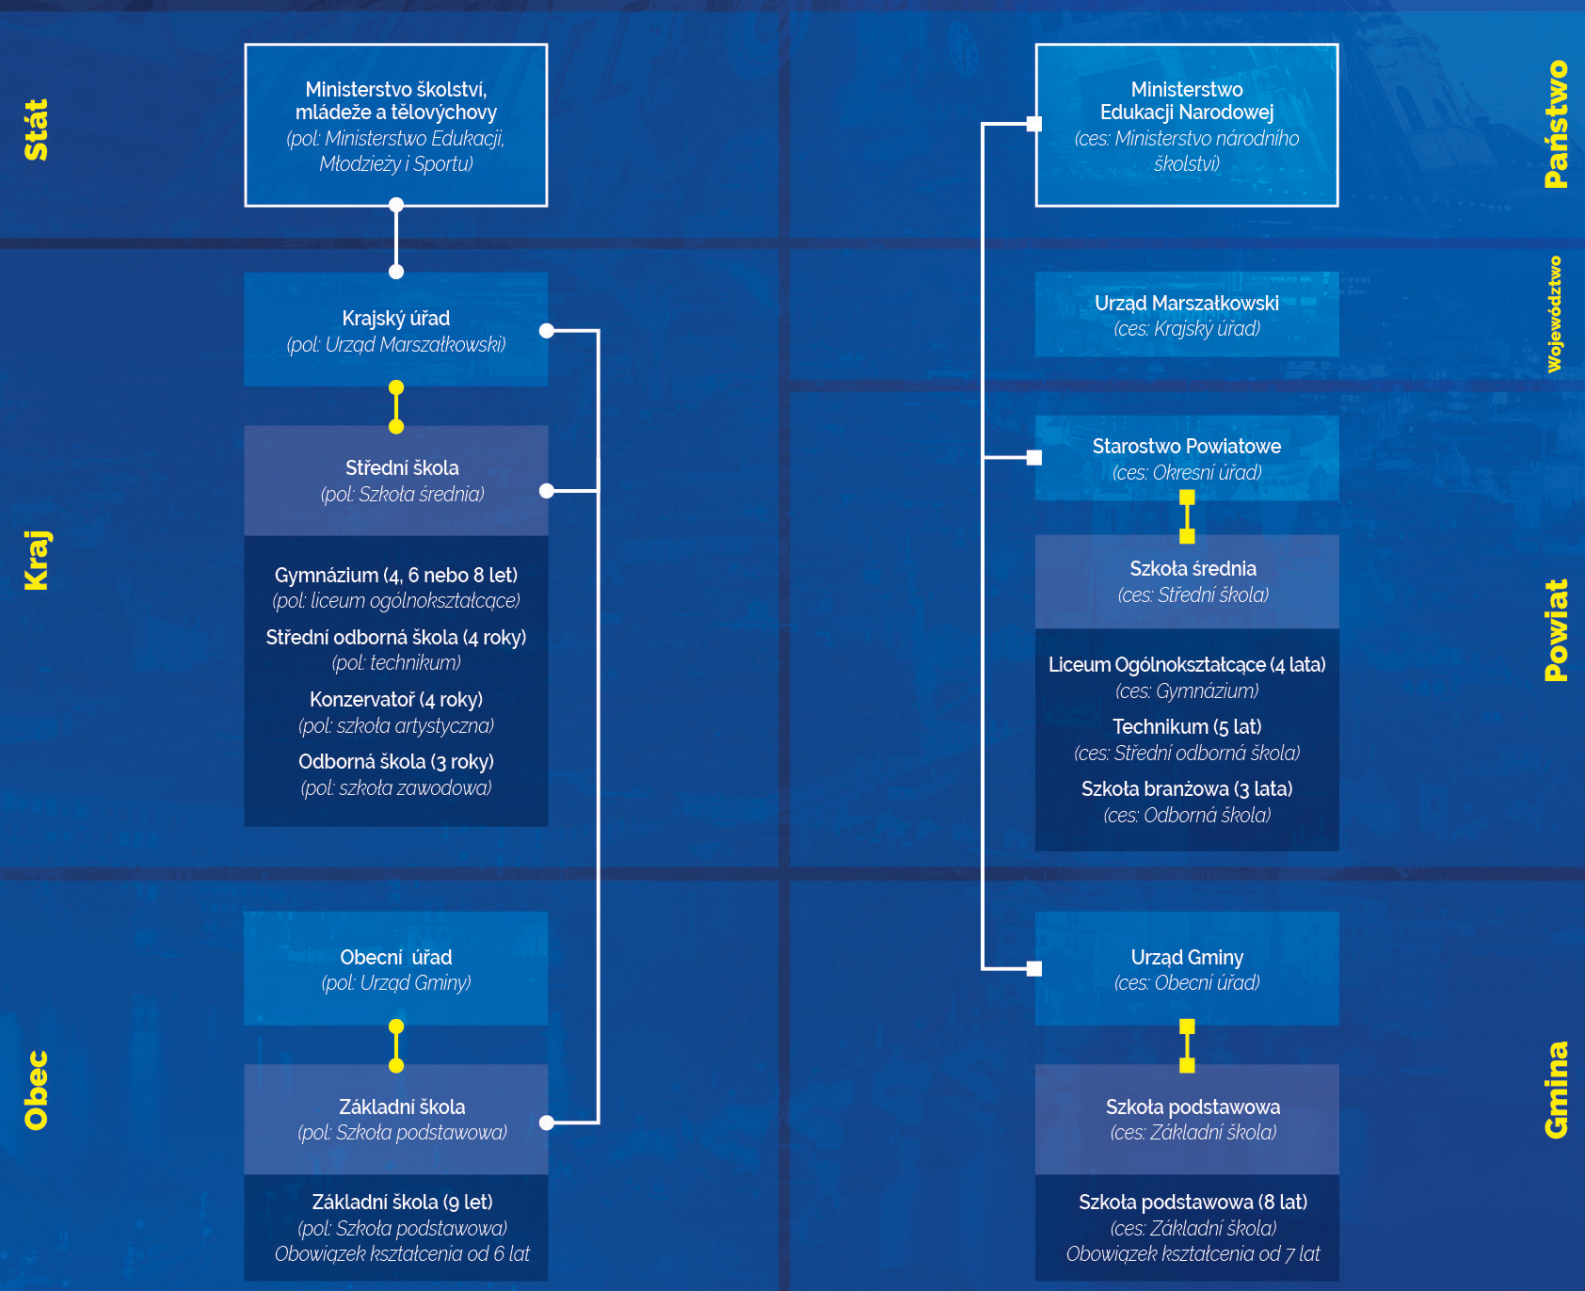 Stát
Ministerstvo školství,
mládeže a tělovýchovy
(pol: Ministerstwo Edukacji,
Młodzieży i Sportu)
Kraj
Krajský úřad
(pol: Urząd Marszałkowski)
Střední škola
(pol: Szkoła średnia)
Gymnázium (4, 6 nebo 8 let)
(pol: liceum ogólnokształcące)
Střední odborná škola (4 roky)
(pol: technikum)
Konzervatoř (4 roky)
(pol: szkoła artystyczna)
Odborná škola (3 roky)
(pol: szkoła zawodowa)
Obec
Obecní úřad
(pol: Urząd Gminy)
Základní škola
(pol: Szkoła podstawowa)
Základní škola (9 let)
(pol: Szkoła podstawowa)
Obowiązek kształcenia od 6 lat
Państwo
Ministerstwo
Edukacji Narodowej
(ces: Ministerstvo národního
školství)
Województwo
Urząd Marszałkowski
(ces: Krajský úřad)
Powiat
Starostwo Powiatowe
(ces: Okresní úřad)
Szkoła średnia
(ces: Střední škola)
Liceum Ogólnokształcące (4 lata)
(ces: Gymnázium)
Technikum (5 lat)
(ces: Střední odborná škola)
Szkoła branżowa (3 lata)
(ces: Odborná škola)
Gmina
Urząd Gminy
(ces: Obecní úřad)
Szkoła podstawowa
(ces: Základní škola)
Szkoła podstawowa (8 lat)
(ces: Základní škola)
Obowiązek kształcenia od 7 lat